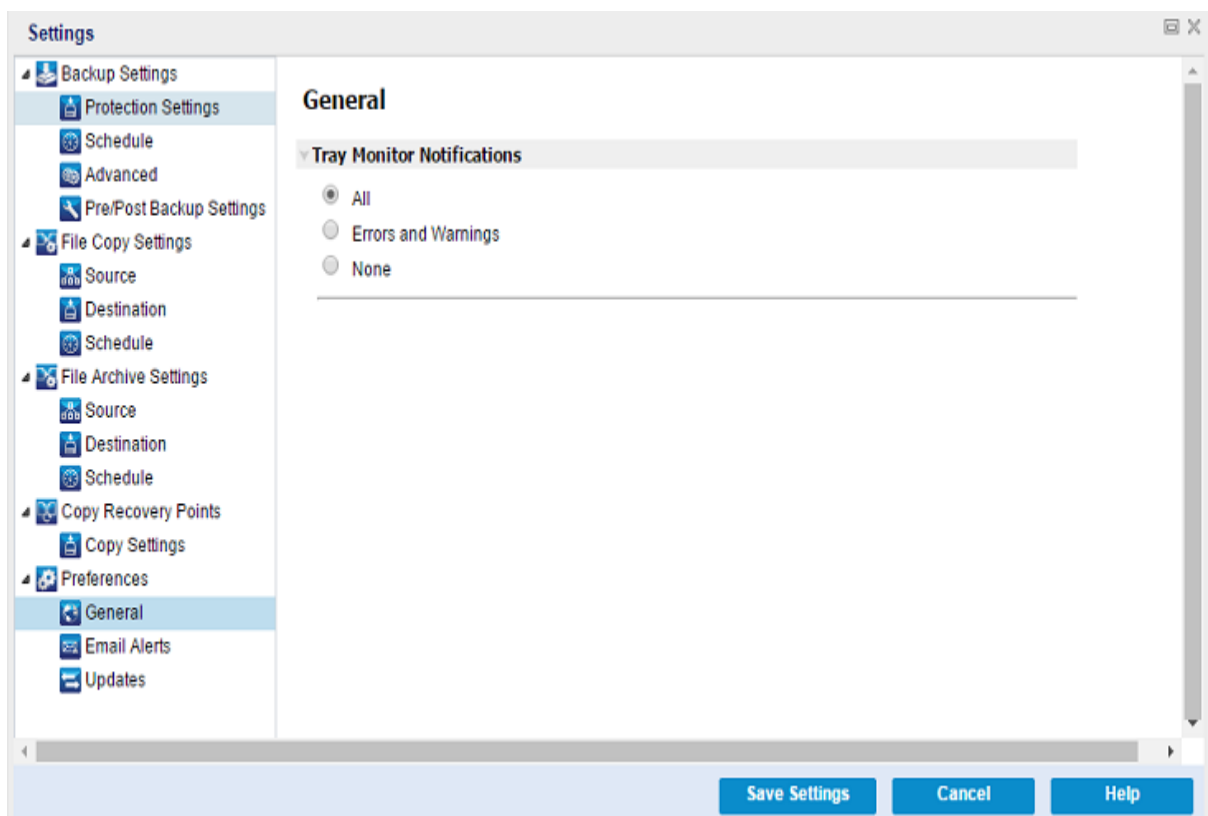 Settings
Backup Settings
Protection Settings
Schedule
Advanced
Pre/Post Backup Settings
File Copy Settings
Source
Destination
Schedule
File Archive Settings
Source
Destination
Schedule
Copy Recovery Points
Copy Settings
Preferences
General
Email Alerts
Updates
General
Tray Monitor Notifications
All
Errors and Warnings
None
Save Settings
Cancel
Help